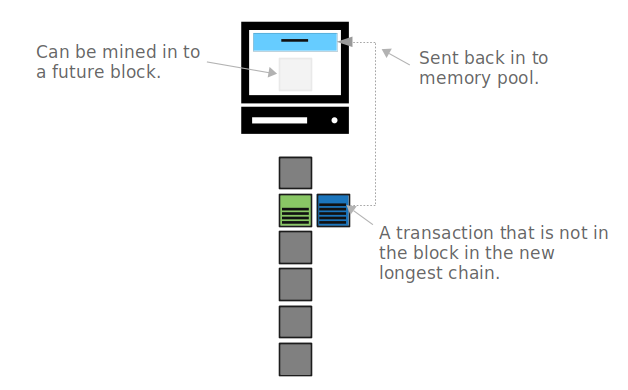 Can be mined in to
a future block.
Sent back in to
memory pool.
A transaction that is not in
the block in the new
longest chain.